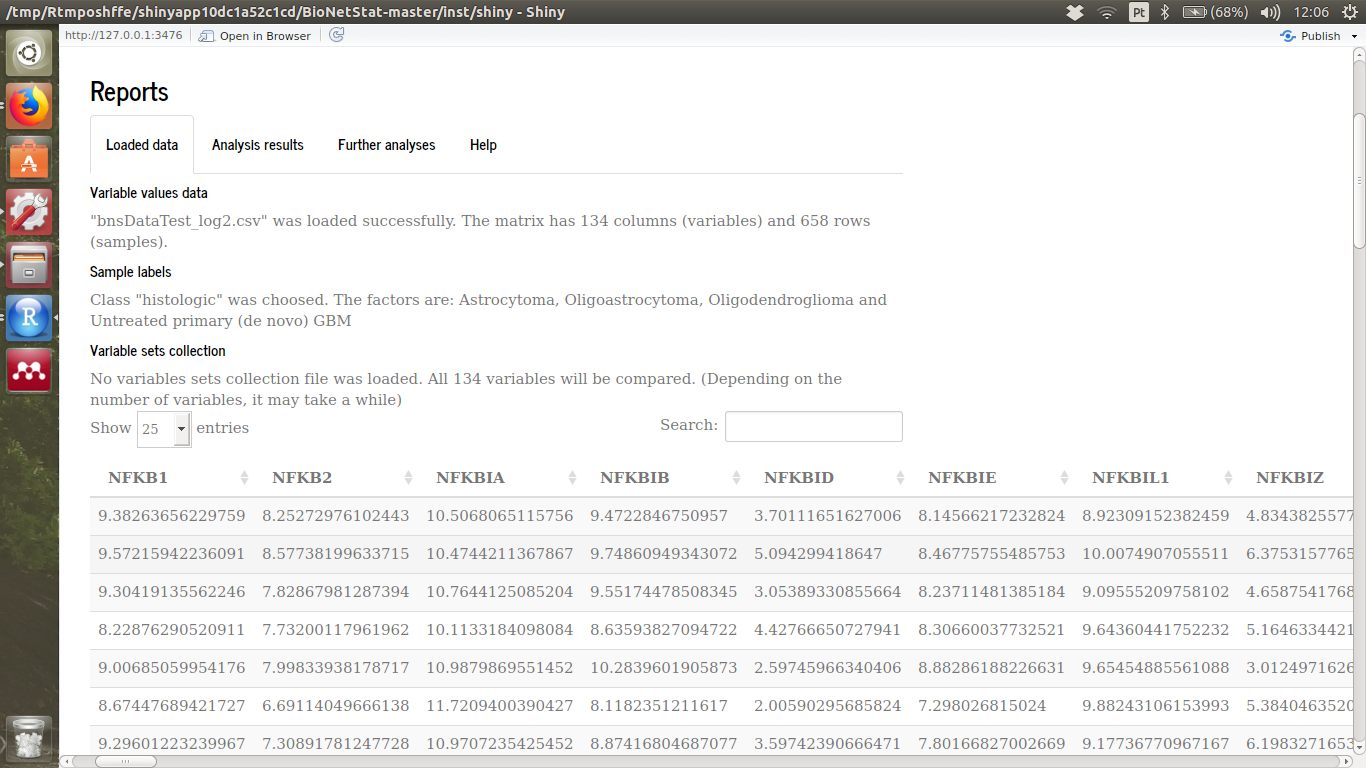 /tmp/Rtmposhffe/shinyapp10dc1a52c1cd/BioNetStat-master/inst/shiny - Shiny
Pt
(68%)
12:06
http://127.0.0.1:3476
Open in Browser
Publish
Reports
Loaded data
Analysis results
Further analyses
Help
Variable values data
"bnsDataTest_log2.csv" was loaded successfully. The matrix has 134 columns (variables) and 658 rows
(samples).
Sample labels
Class "histologic" was choosed. The factors are: Astrocytoma, Oligoastrocytoma, Oligodendroglioma and
Untreated primary (de novo) GBM
Variable sets collection
No variables sets collection file was loaded. All 134 variables will be compared. (Depending on the
number of variables, it may take a while)
Show 25 entries
Search:
NFKB1 NFKB2 NFKBIA NFKBIB NFKBID NFKBIE NFKBIL1 NFKBIZ
9.38263656229759 8.25272976102443 10.5068065115756 9.4722846750957 3.70111651627006 8.14566217232824 8.92309152382459 4.8343825577
9.57215942236091 8.57738199633715 10.4744211367867 9.74860949343072 5.094299418647 8.46775755485753 10.0074907055511 6.3753157765
9.30419135562246 7.82867981287394 10.7644125085204 9.55174478508345 3.05389330855664 8.23711481385184 9.09555209758102 4.6587541768
8.22876290520911 7.73200117961962 10.1133184098084 8.63593827094722 4.42766650727941 8.30660037732521 9.64360441752232 5.1646334421
9.00685059954176 7.99833938178717 10.9879869551452 10.2839601905873 2.59745966340406 8.88286188226631 9.65454885561088 3.0124971626
8.67447689421727 6.69114049666138 11.7209400390427 8.1182351211617 2.00590295685824 7.298026815024 9.88243106153993 5.3840463520
9.29601223239967 7.30891781247728 10.9707235425452 8.87416804687077 3.59742390666471 7.80166827002669 9.17736770967167 6.1983271653